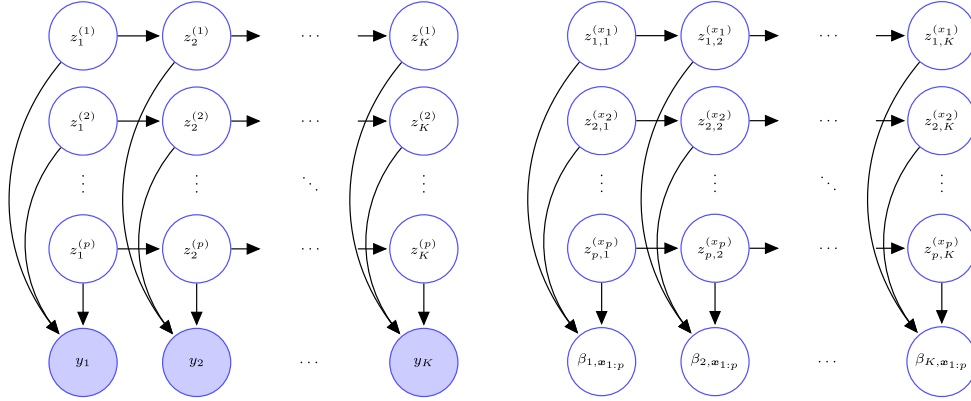 z_1^{(1)} z_2^{(1)} ⋯ z_K^{(1)} z_{1,1}^{(x_1)} z_{1,2}^{(x_1)} ⋯ z_{1,K}^{(x_1)}
z_1^{(2)} z_2^{(2)} ⋯ z_K^{(2)} z_{2,1}^{(x_2)} z_{2,2}^{(x_2)} ⋯ z_{2,K}^{(x_2)}
⋮ ⋮ ⋱ ⋮ ⋮ ⋮ ⋱ ⋮
z_1^{(p)} z_2^{(p)} ⋯ z_K^{(p)} z_{p,1}^{(x_p)} z_{p,2}^{(x_p)} ⋯ z_{p,K}^{(x_p)}
y_1 y_2 ⋯ y_K β_{1,x_{1:p}} β_{2,x_{1:p}} ⋯ β_{K,x_{1:p}}